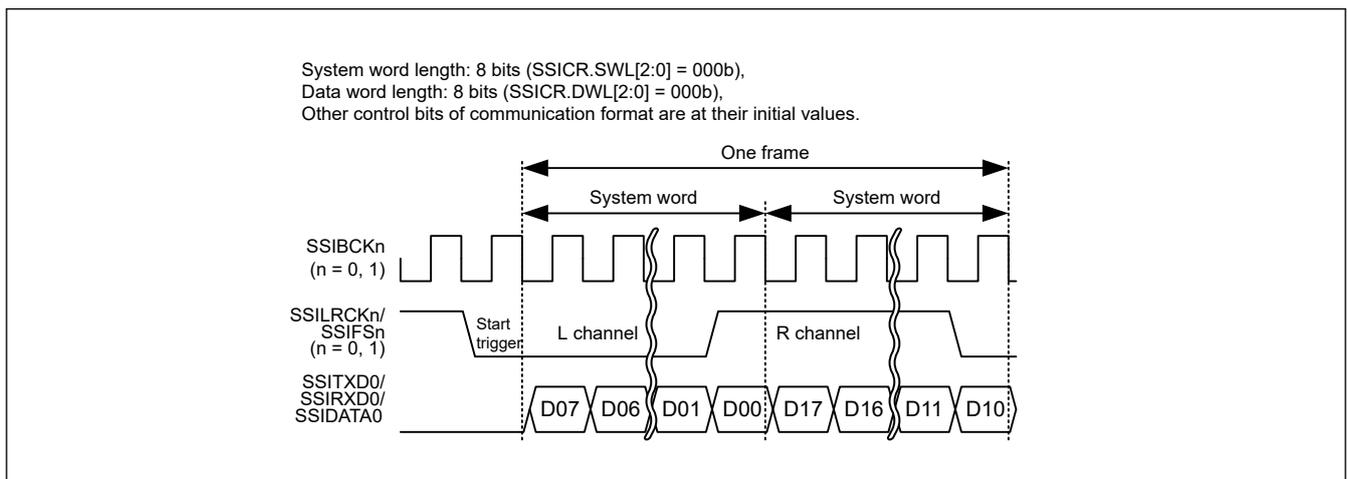 System word length: 8 bits (SSICR.SWL[2:0] = 000b),
Data word length: 8 bits (SSICR.DWL[2:0] = 000b),
Other control bits of communication format are at their initial values.
One frame
System word
System word
SSIBCKn
(n = 0, 1)
SSILRCKn/
SSIFSn
(n = 0, 1)
Start
trigger
L channel
R channel
SSITXD0/
SSIRXD0/
SSIDATA0
D07 D06 D01 D00 D17 D16 D11 D10